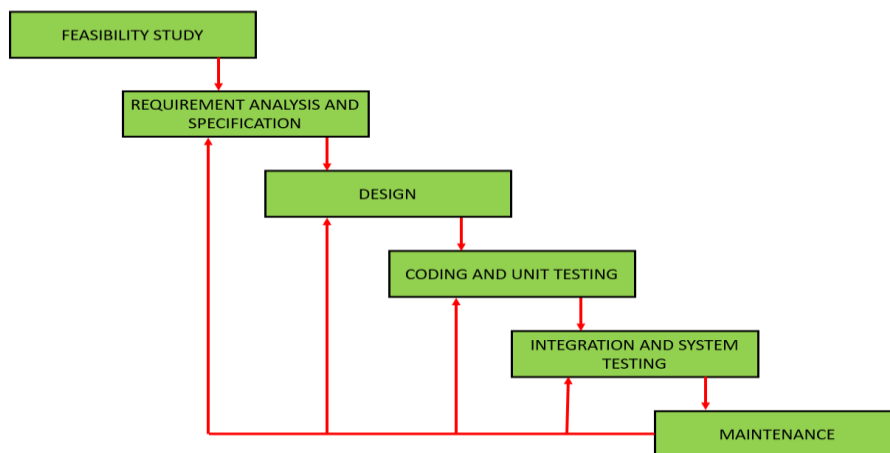 FEASIBILITY STUDY
REQUIREMENT ANALYSIS AND
SPECIFICATION
DESIGN
CODING AND UNIT TESTING
INTEGRATION AND SYSTEM
TESTING
MAINTENANCE